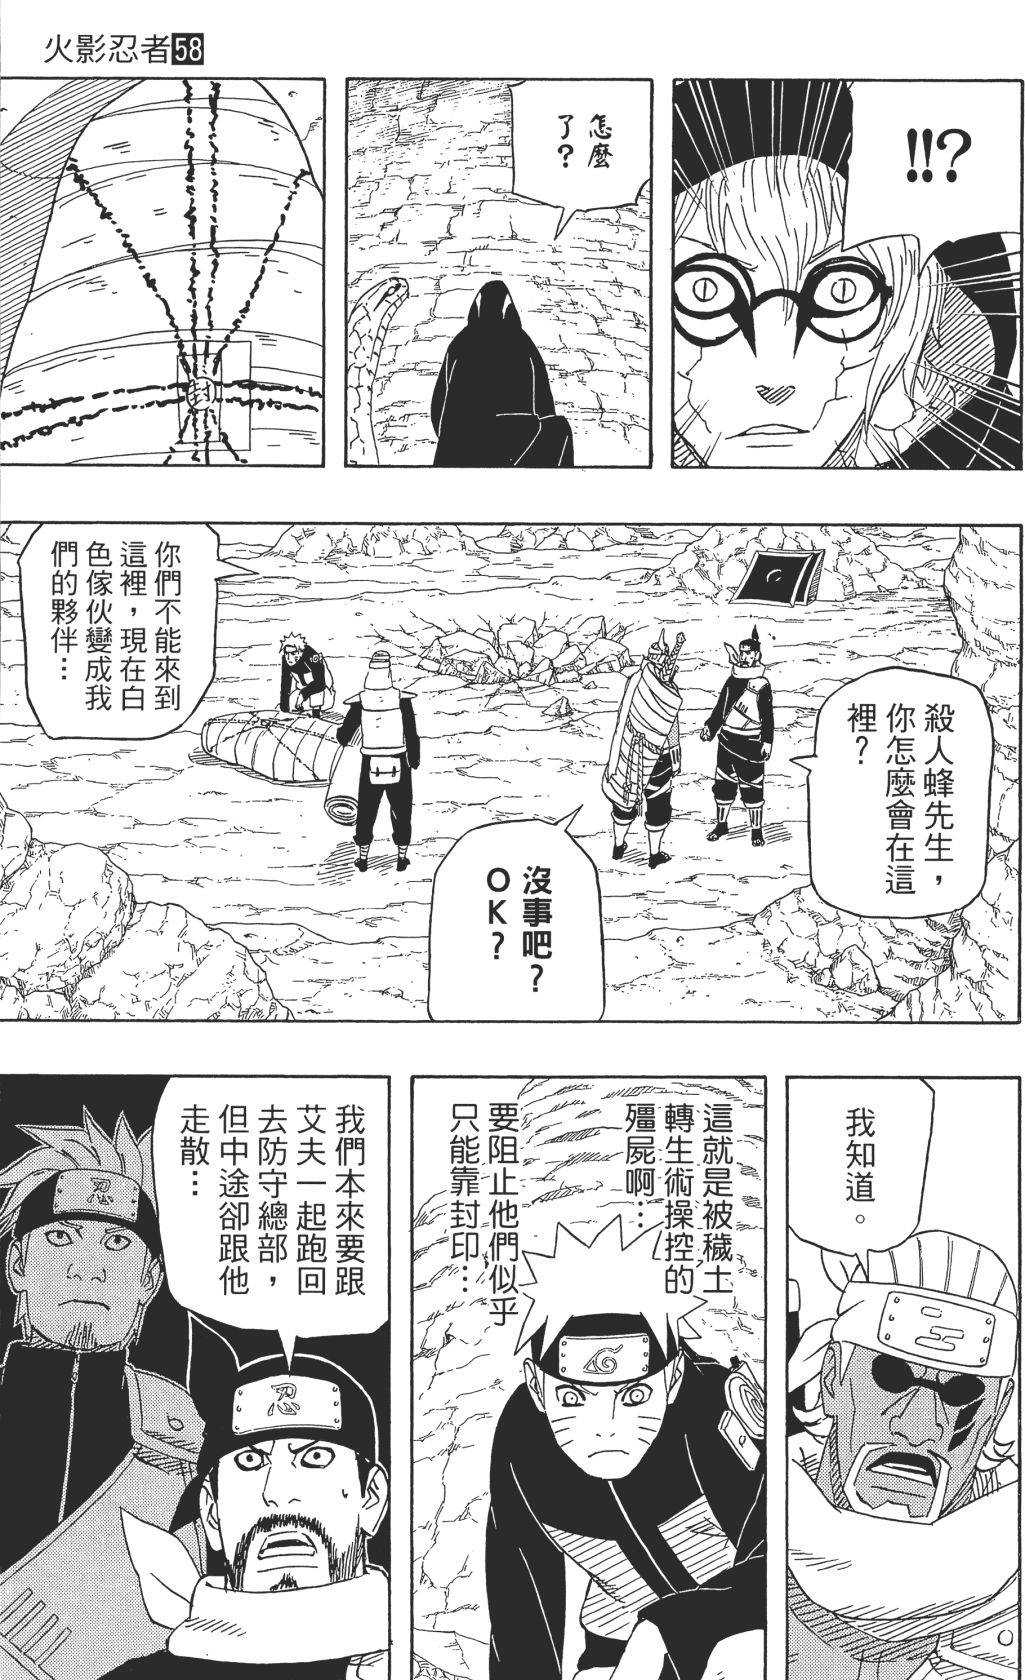 火影忍者58
!!?
怎麼
了？
封
殺人蜂先生，
你怎麼會在這
裡？
沒事吧？
OK？
你們不能來到
這裡，現在白
色傢伙變成我
們的夥伴…
我知道。
這就是被穢土
轉生術操控的
殭屍啊…
要阻止他們似乎
只能靠封印…
我們本來要跟
艾夫一起跑回
去防守總部，
但中途卻跟他
走散…
忍
忍